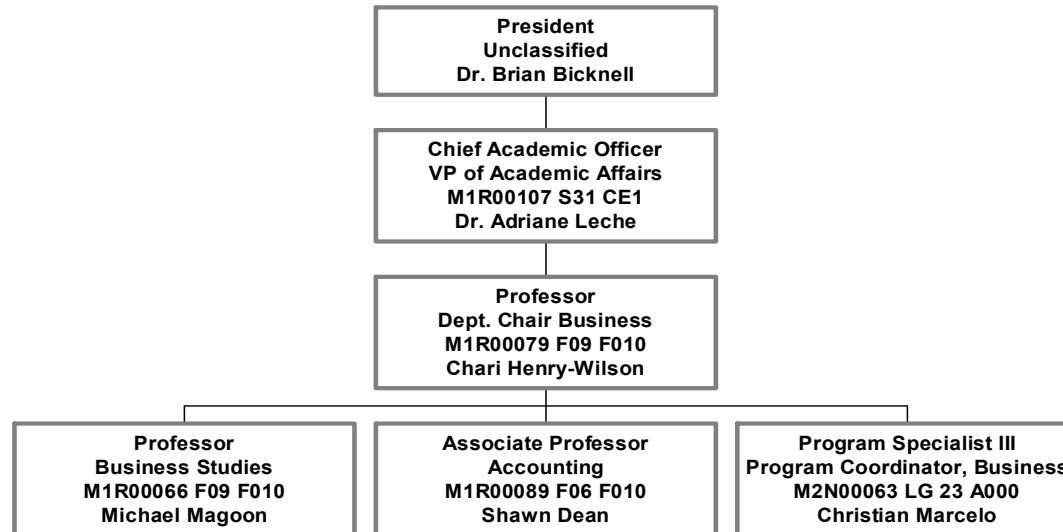 President
Unclassified
Dr. Brian Bicknell
Chief Academic Officer
VP of Academic Affairs
M1R00107 S31 CE1
Dr. Adriane Leche
Professor
Dept. Chair Business
M1R00079 F09 F010
Chari Henry-Wilson
Professor
Business Studies
M1R00066 F09 F010
Michael Magoon
Associate Professor
Accounting
M1R00089 F06 F010
Shawn Dean
Program Specialist III
Program Coordinator, Business
M2N00063 LG 23 A000
Christian Marcelo